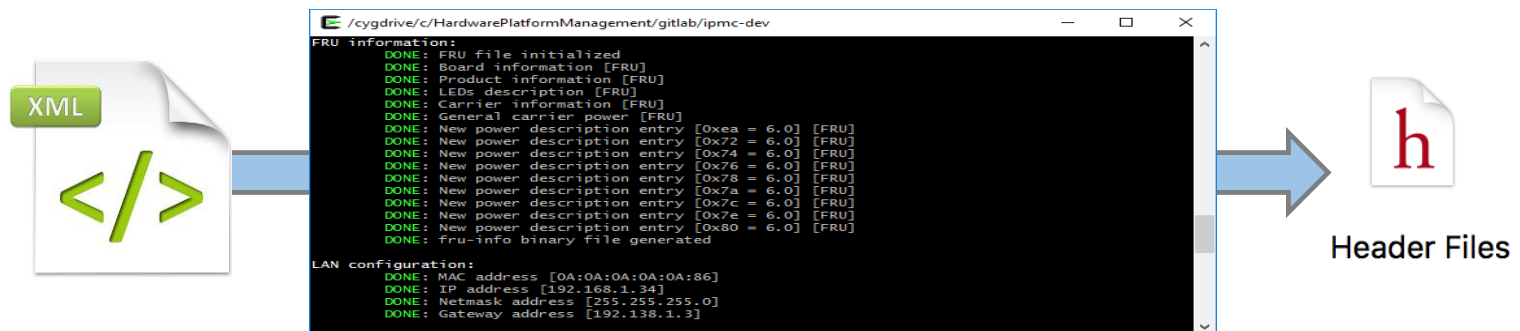 XML
</>
/cygdrive/c/HardwarePlatformManagement/gitlab/ipmc-dev
FRU information:
DONE: FRU file initialized
DONE: Board information [FRU]
DONE: Product information [FRU]
DONE: LEDs description [FRU]
DONE: Carrier information [FRU]
DONE: General carrier power [FRU]
DONE: New power description entry [0xea = 6.0] [FRU]
DONE: New power description entry [0x72 = 6.0] [FRU]
DONE: New power description entry [0x74 = 6.0] [FRU]
DONE: New power description entry [0x76 = 6.0] [FRU]
DONE: New power description entry [0x78 = 6.0] [FRU]
DONE: New power description entry [0x7a = 6.0] [FRU]
DONE: New power description entry [0x7c = 6.0] [FRU]
DONE: New power description entry [0x7e = 6.0] [FRU]
DONE: New power description entry [0x80 = 6.0] [FRU]
DONE: fru-info binary file generated
LAN configuration:
DONE: MAC address [0A:0A:0A:0A:0A:86]
DONE: IP address [192.168.1.34]
DONE: Netmask address [255.255.255.0]
DONE: Gateway address [192.138.1.3]
h
Header Files